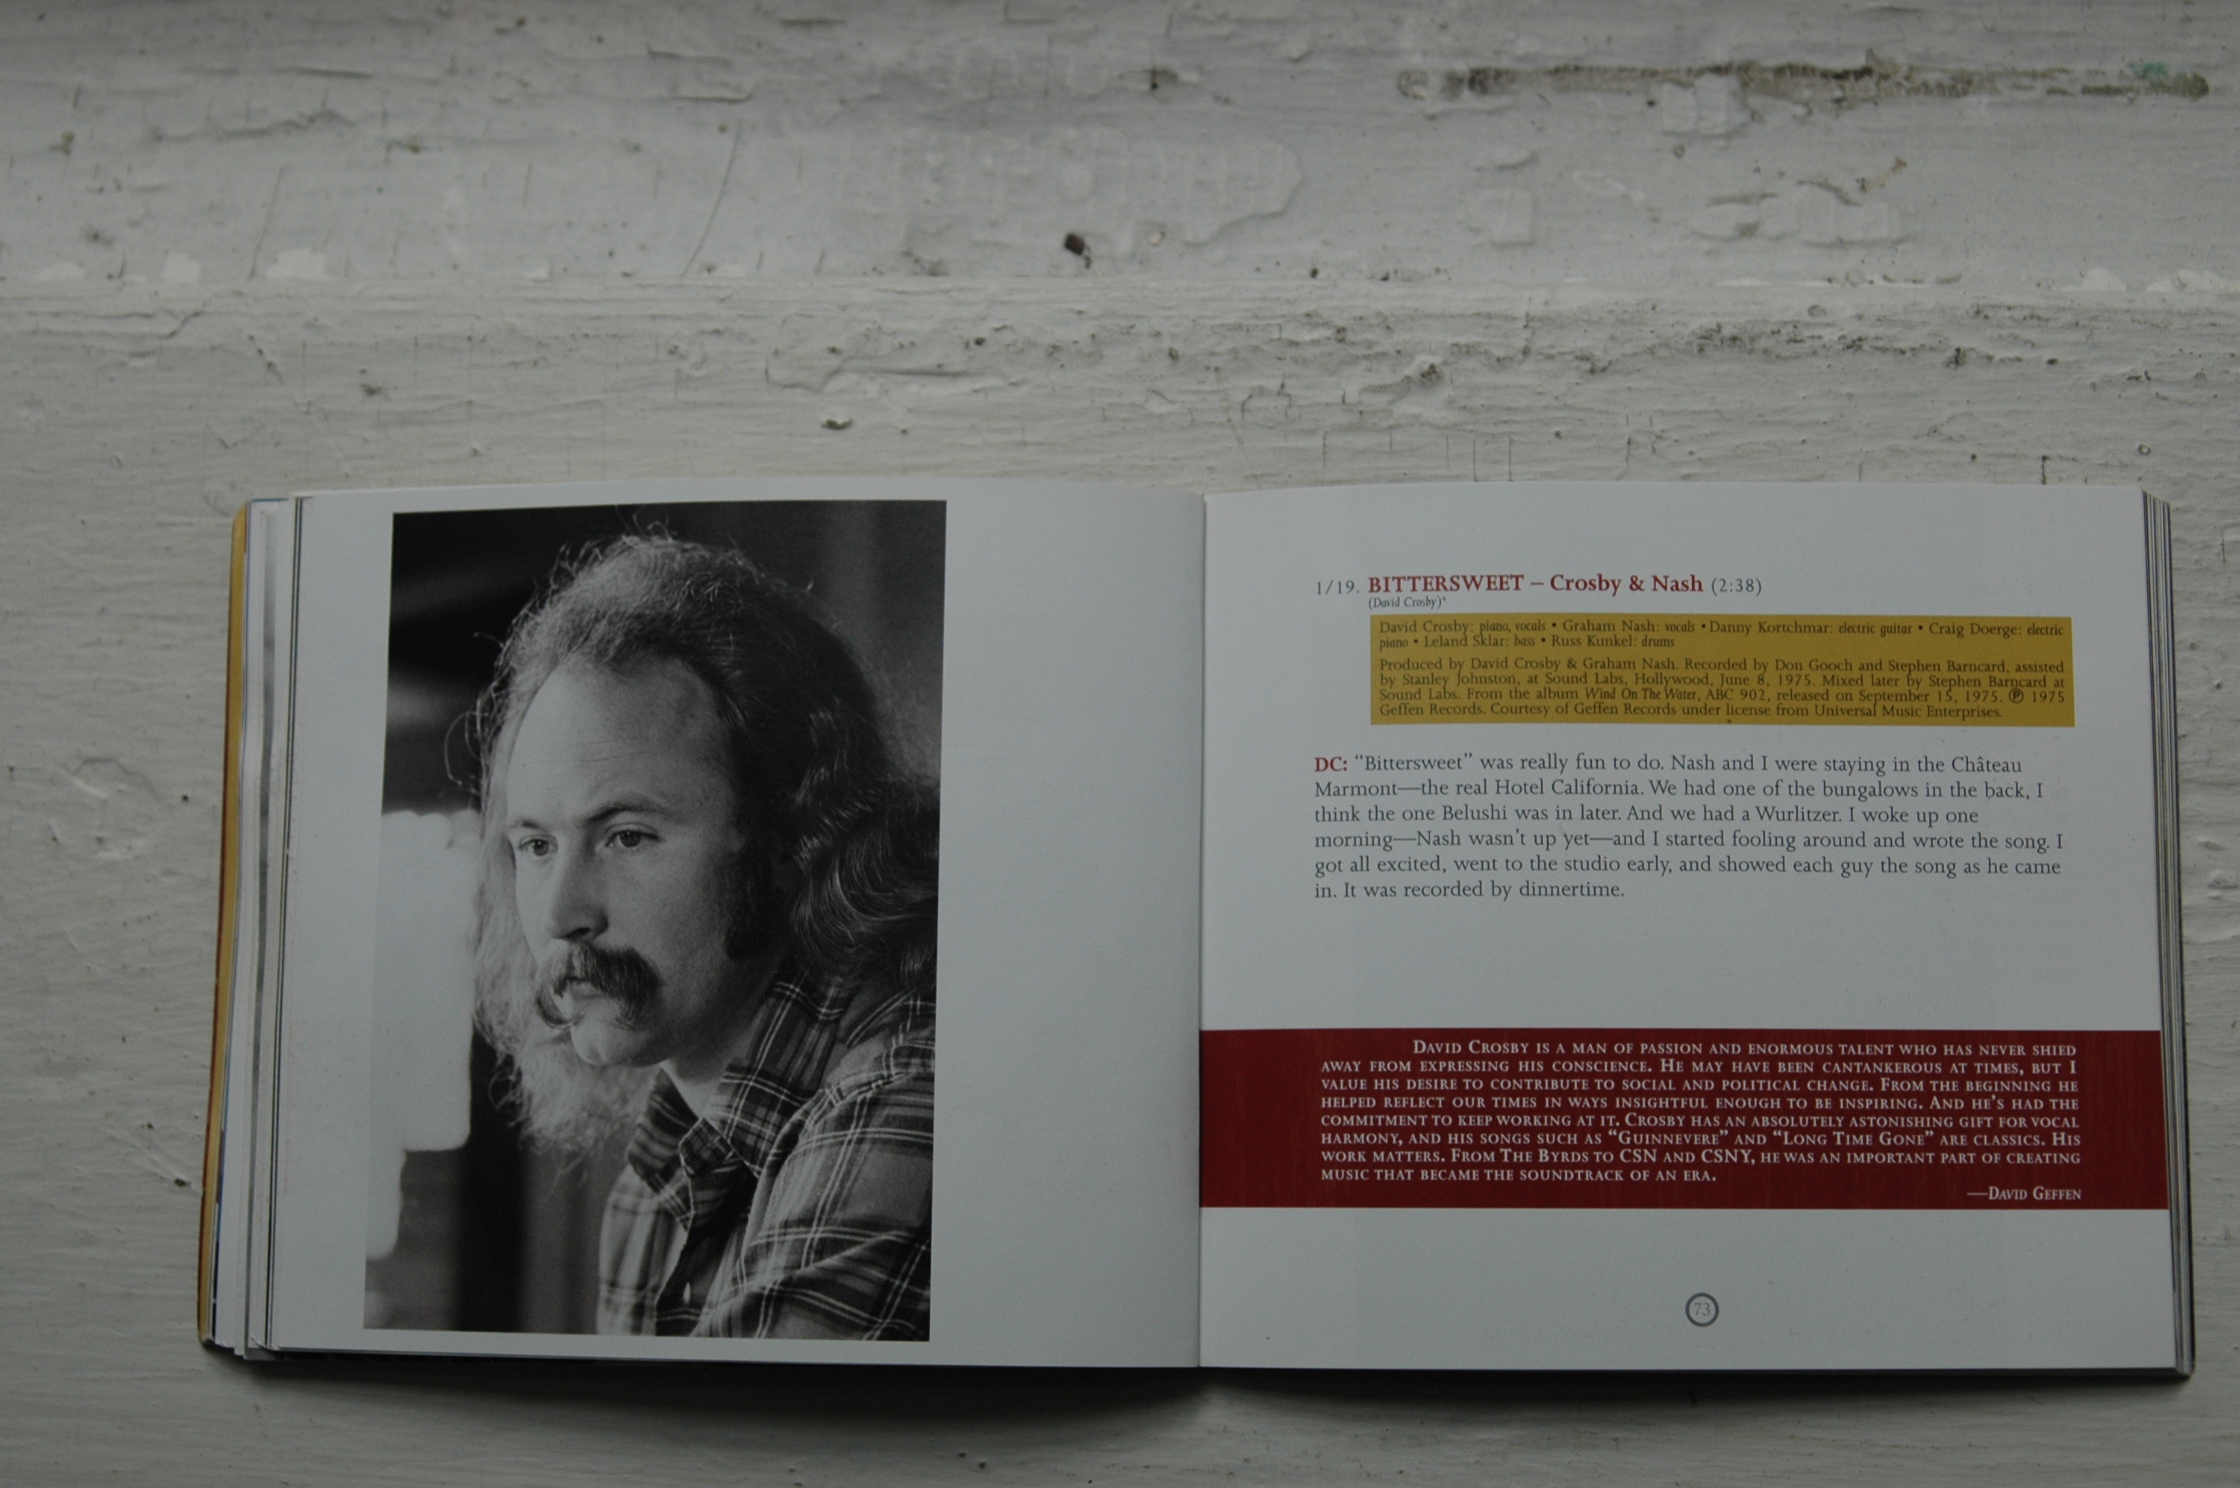 1/19. BITTERSWEET – Crosby & Nash (2:38)
(David Crosby)*
David Crosby: piano, vocals • Graham Nash: vocals • Danny Kortchmar: electric guitar • Craig Doerge: electric
piano • Leland Sklar: bass • Russ Kunkel: drums
Produced by David Crosby & Graham Nash. Recorded by Don Gooch and Stephen Barncard, assisted
by Stanley Johnston, at Sound Labs, Hollywood, June 8, 1975. Mixed later by Stephen Barncard at
Sound Labs. From the album Wind On The Water, ABC 902, released on September 15, 1975. ℗ 1975
Geffen Records. Courtesy of Geffen Records under license from Universal Music Enterprises.
DC: “Bittersweet” was really fun to do. Nash and I were staying in the Château
Marmont—the real Hotel California. We had one of the bungalows in the back, I
think the one Belushi was in later. And we had a Wurlitzer. I woke up one
morning—Nash wasn’t up yet—and I started fooling around and wrote the song. I
got all excited, went to the studio early, and showed each guy the song as he came
in. It was recorded by dinnertime.
DAVID CROSBY IS A MAN OF PASSION AND ENORMOUS TALENT WHO HAS NEVER SHIED
AWAY FROM EXPRESSING HIS CONSCIENCE. HE MAY HAVE BEEN CANTANKEROUS AT TIMES, BUT I
VALUE HIS DESIRE TO CONTRIBUTE TO SOCIAL AND POLITICAL CHANGE. FROM THE BEGINNING HE
HELPED REFLECT OUR TIMES IN WAYS INSIGHTFUL ENOUGH TO BE INSPIRING. AND HE’S HAD THE
COMMITMENT TO KEEP WORKING AT IT. CROSBY HAS AN ABSOLUTELY ASTONISHING GIFT FOR VOCAL
HARMONY, AND HIS SONGS SUCH AS “GUINNEVERE” AND “LONG TIME GONE” ARE CLASSICS. HIS
WORK MATTERS. FROM THE BYRDS TO CSN AND CSNY, HE WAS AN IMPORTANT PART OF CREATING
MUSIC THAT BECAME THE SOUNDTRACK OF AN ERA.
—DAVID GEFFEN
73